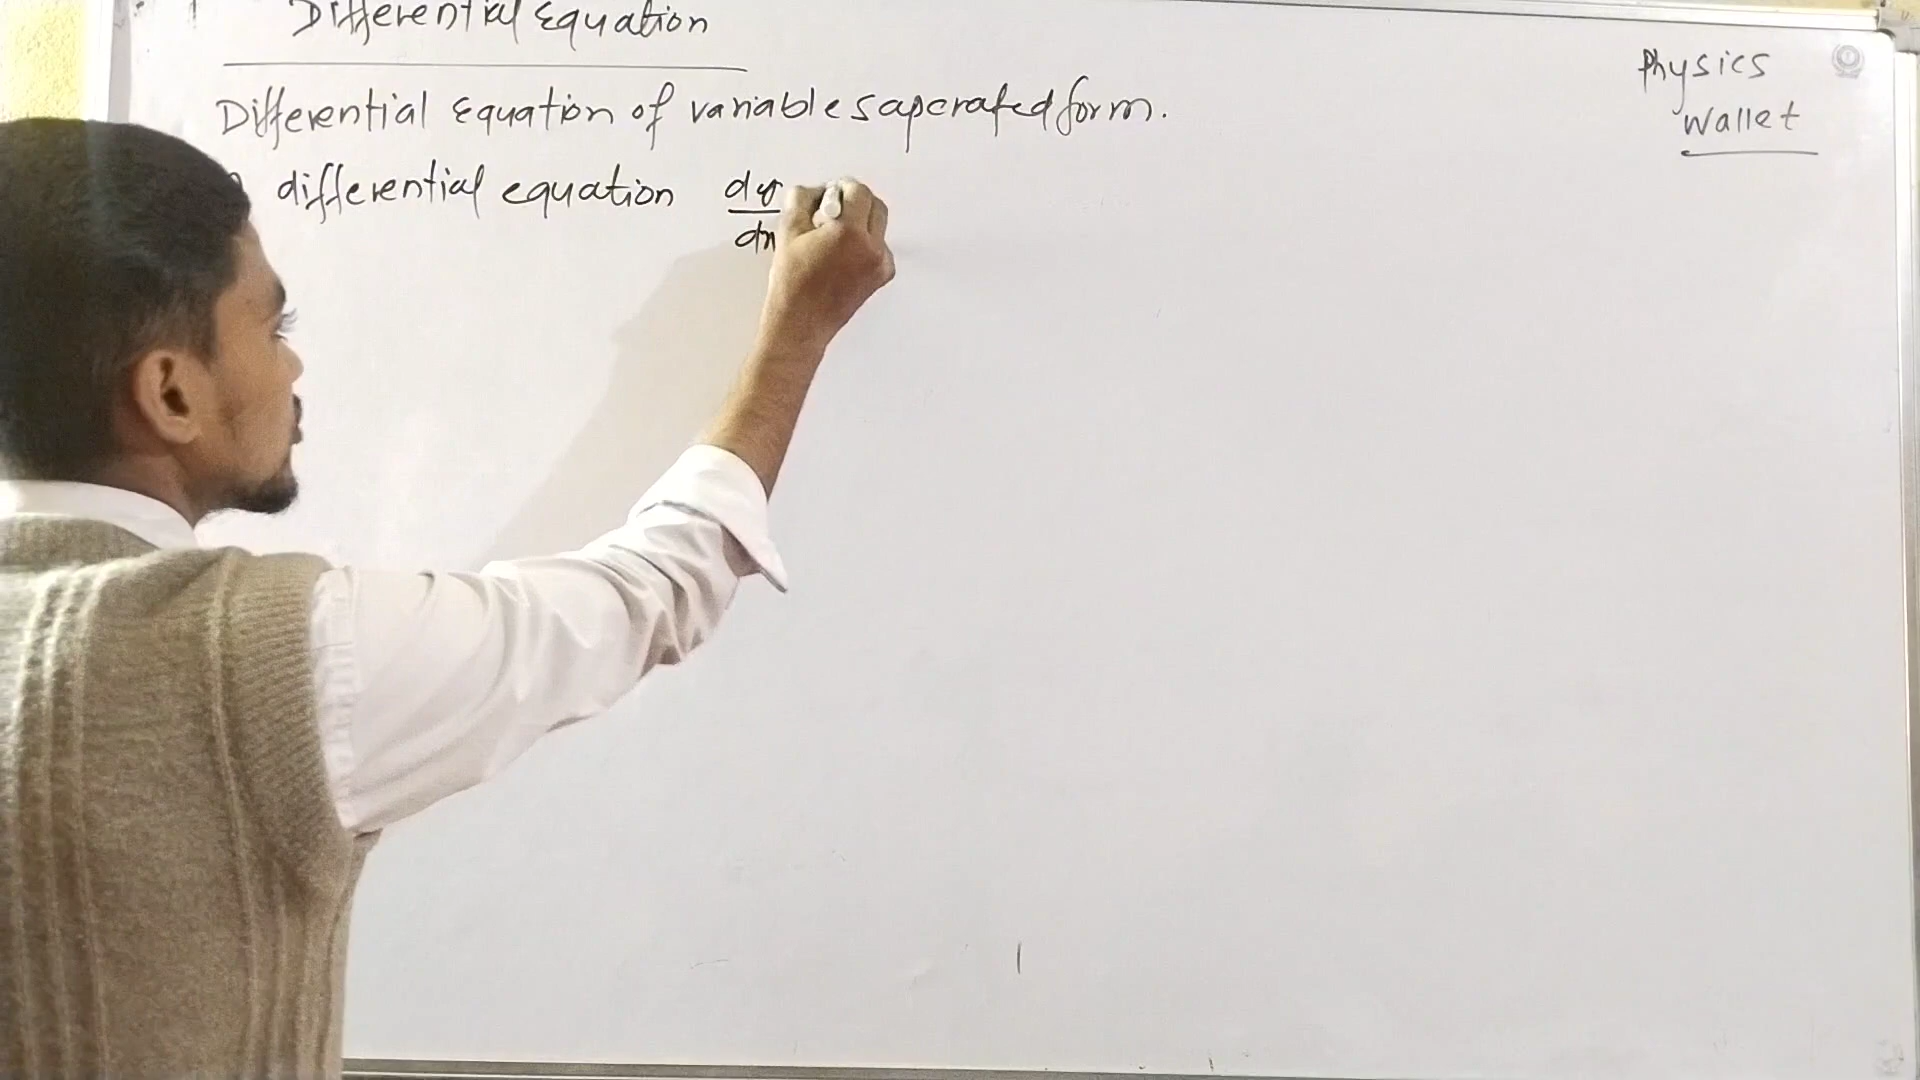 Differential Equation
Differential Equation of variable saperated form.
differential equation dy
dx
Physics
Wallet